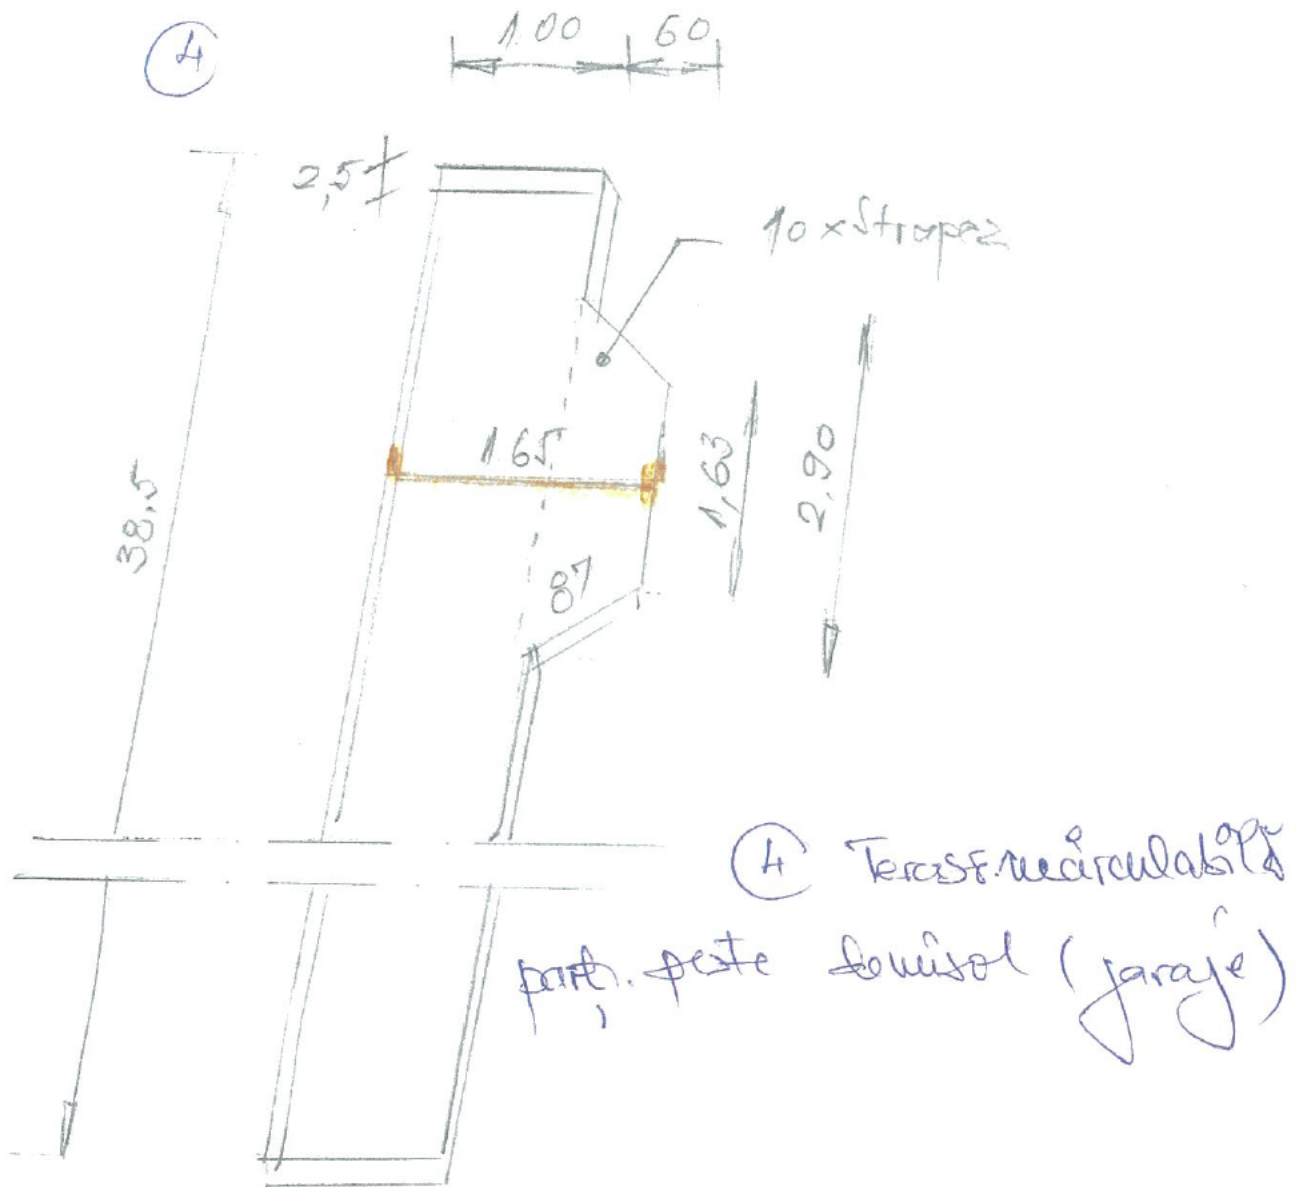 4
1.00 60
2,5
10 x trapez
1.65
1,63
2,90
38,5
87
4 Terasă necirculabilă
parț. peste demisol (garaje)